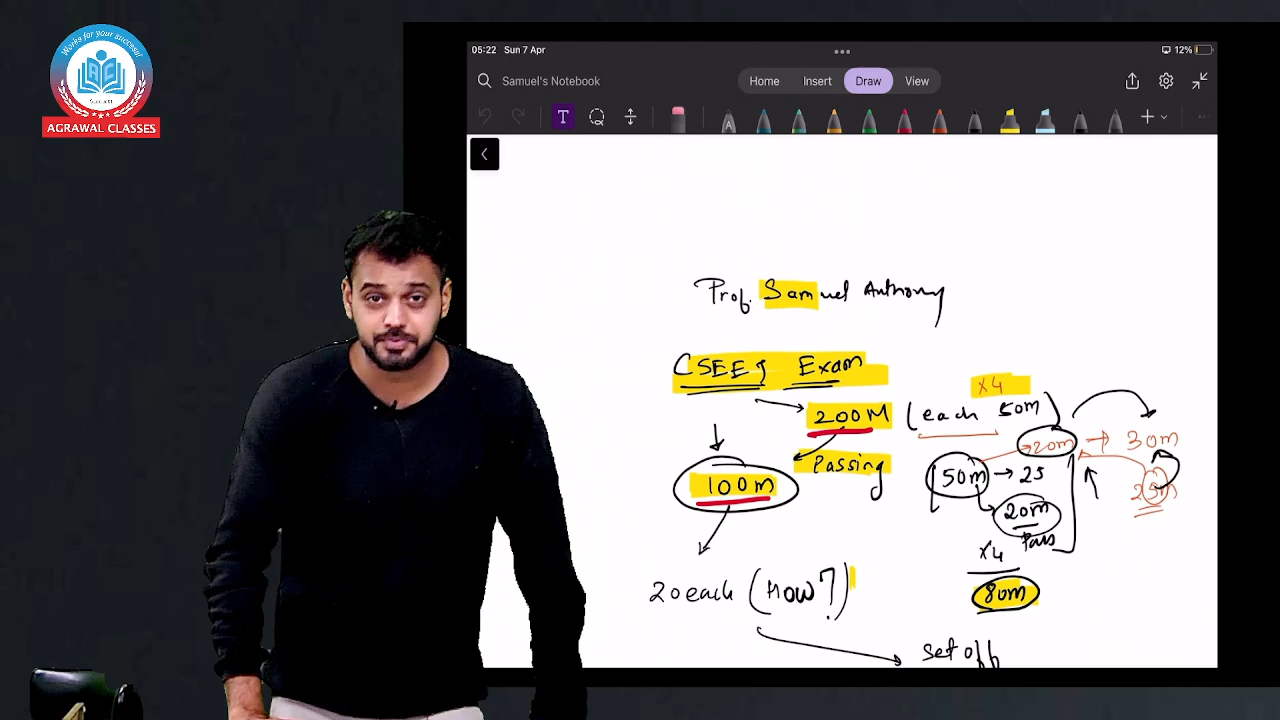 Works for your success!
AC
AGRAWAL CLASSES
05:22 Sun 7 Apr
12%
Samuel's Notebook
Home Insert Draw View
T
A
Prof. Samuel Anthony
CSEET Exam
x4
200M (each 50m)
20m → 30m
Passing
100m
50m → 25
25m
20m
Pass
x4
80m
20 each (How?)
set off